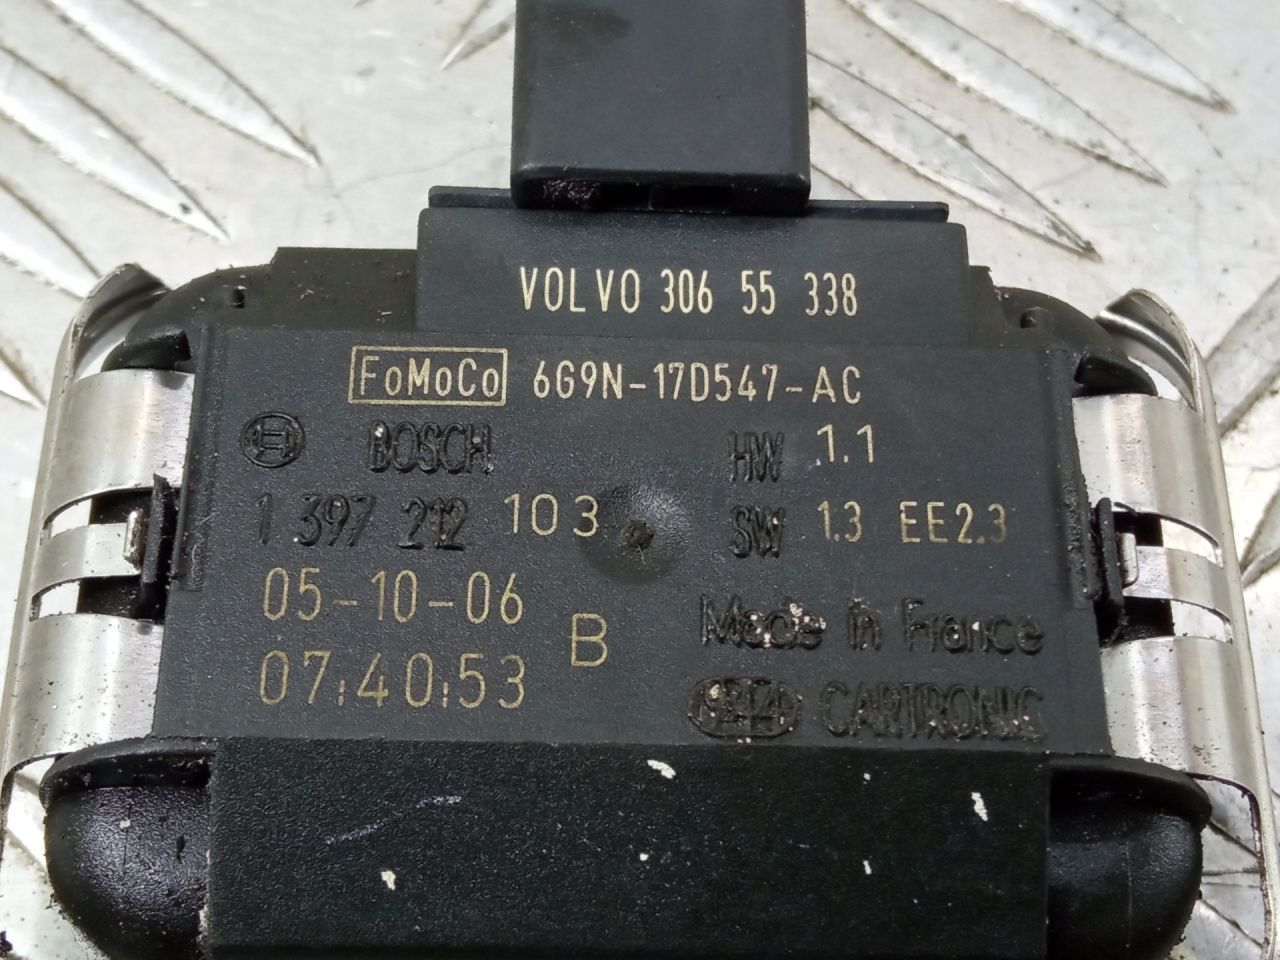 VOLVO 306 55 338
FoMoCo 6G9N-17D547-AC
BOSCH HW 1.1
1 397 212 103 SW 1.3 EE2.3
05-10-06 B Made in France
07:40:53 CARTRONIC